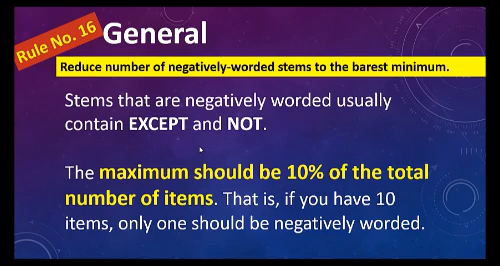 Rule No. 16
General
Reduce number of negatively-worded stems to the barest minimum.
Stems that are negatively worded usually
contain EXCEPT and NOT.
The maximum should be 10% of the total
number of items. That is, if you have 10
items, only one should be negatively worded.